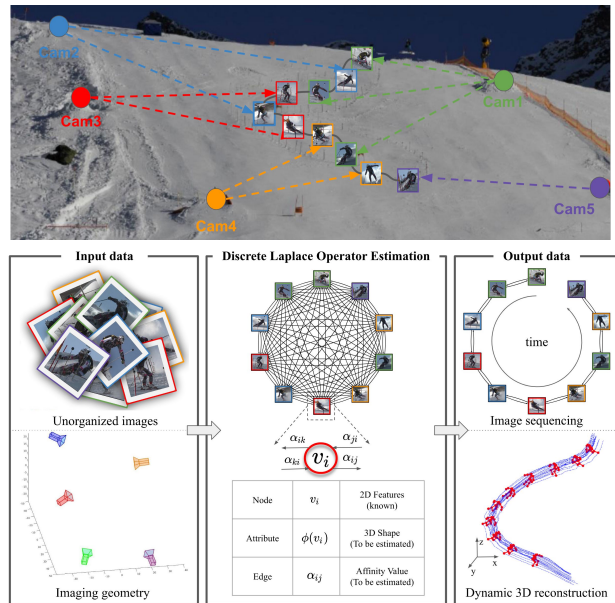 Cam2
Cam3
Cam1
Cam4
Cam5
Input data
Discrete Laplace Operator Estimation
Output data
time
Unorganized images
Image sequencing
α_ik
α_ji
v_i
α_ki
α_ij
Node v_i 2D Features
(known)
Attribute ϕ(v_i) 3D Shape
(To be estimated)
Edge α_ij Affinity Value
(To be estimated)
z
x
y
Imaging geometry
Dynamic 3D reconstruction